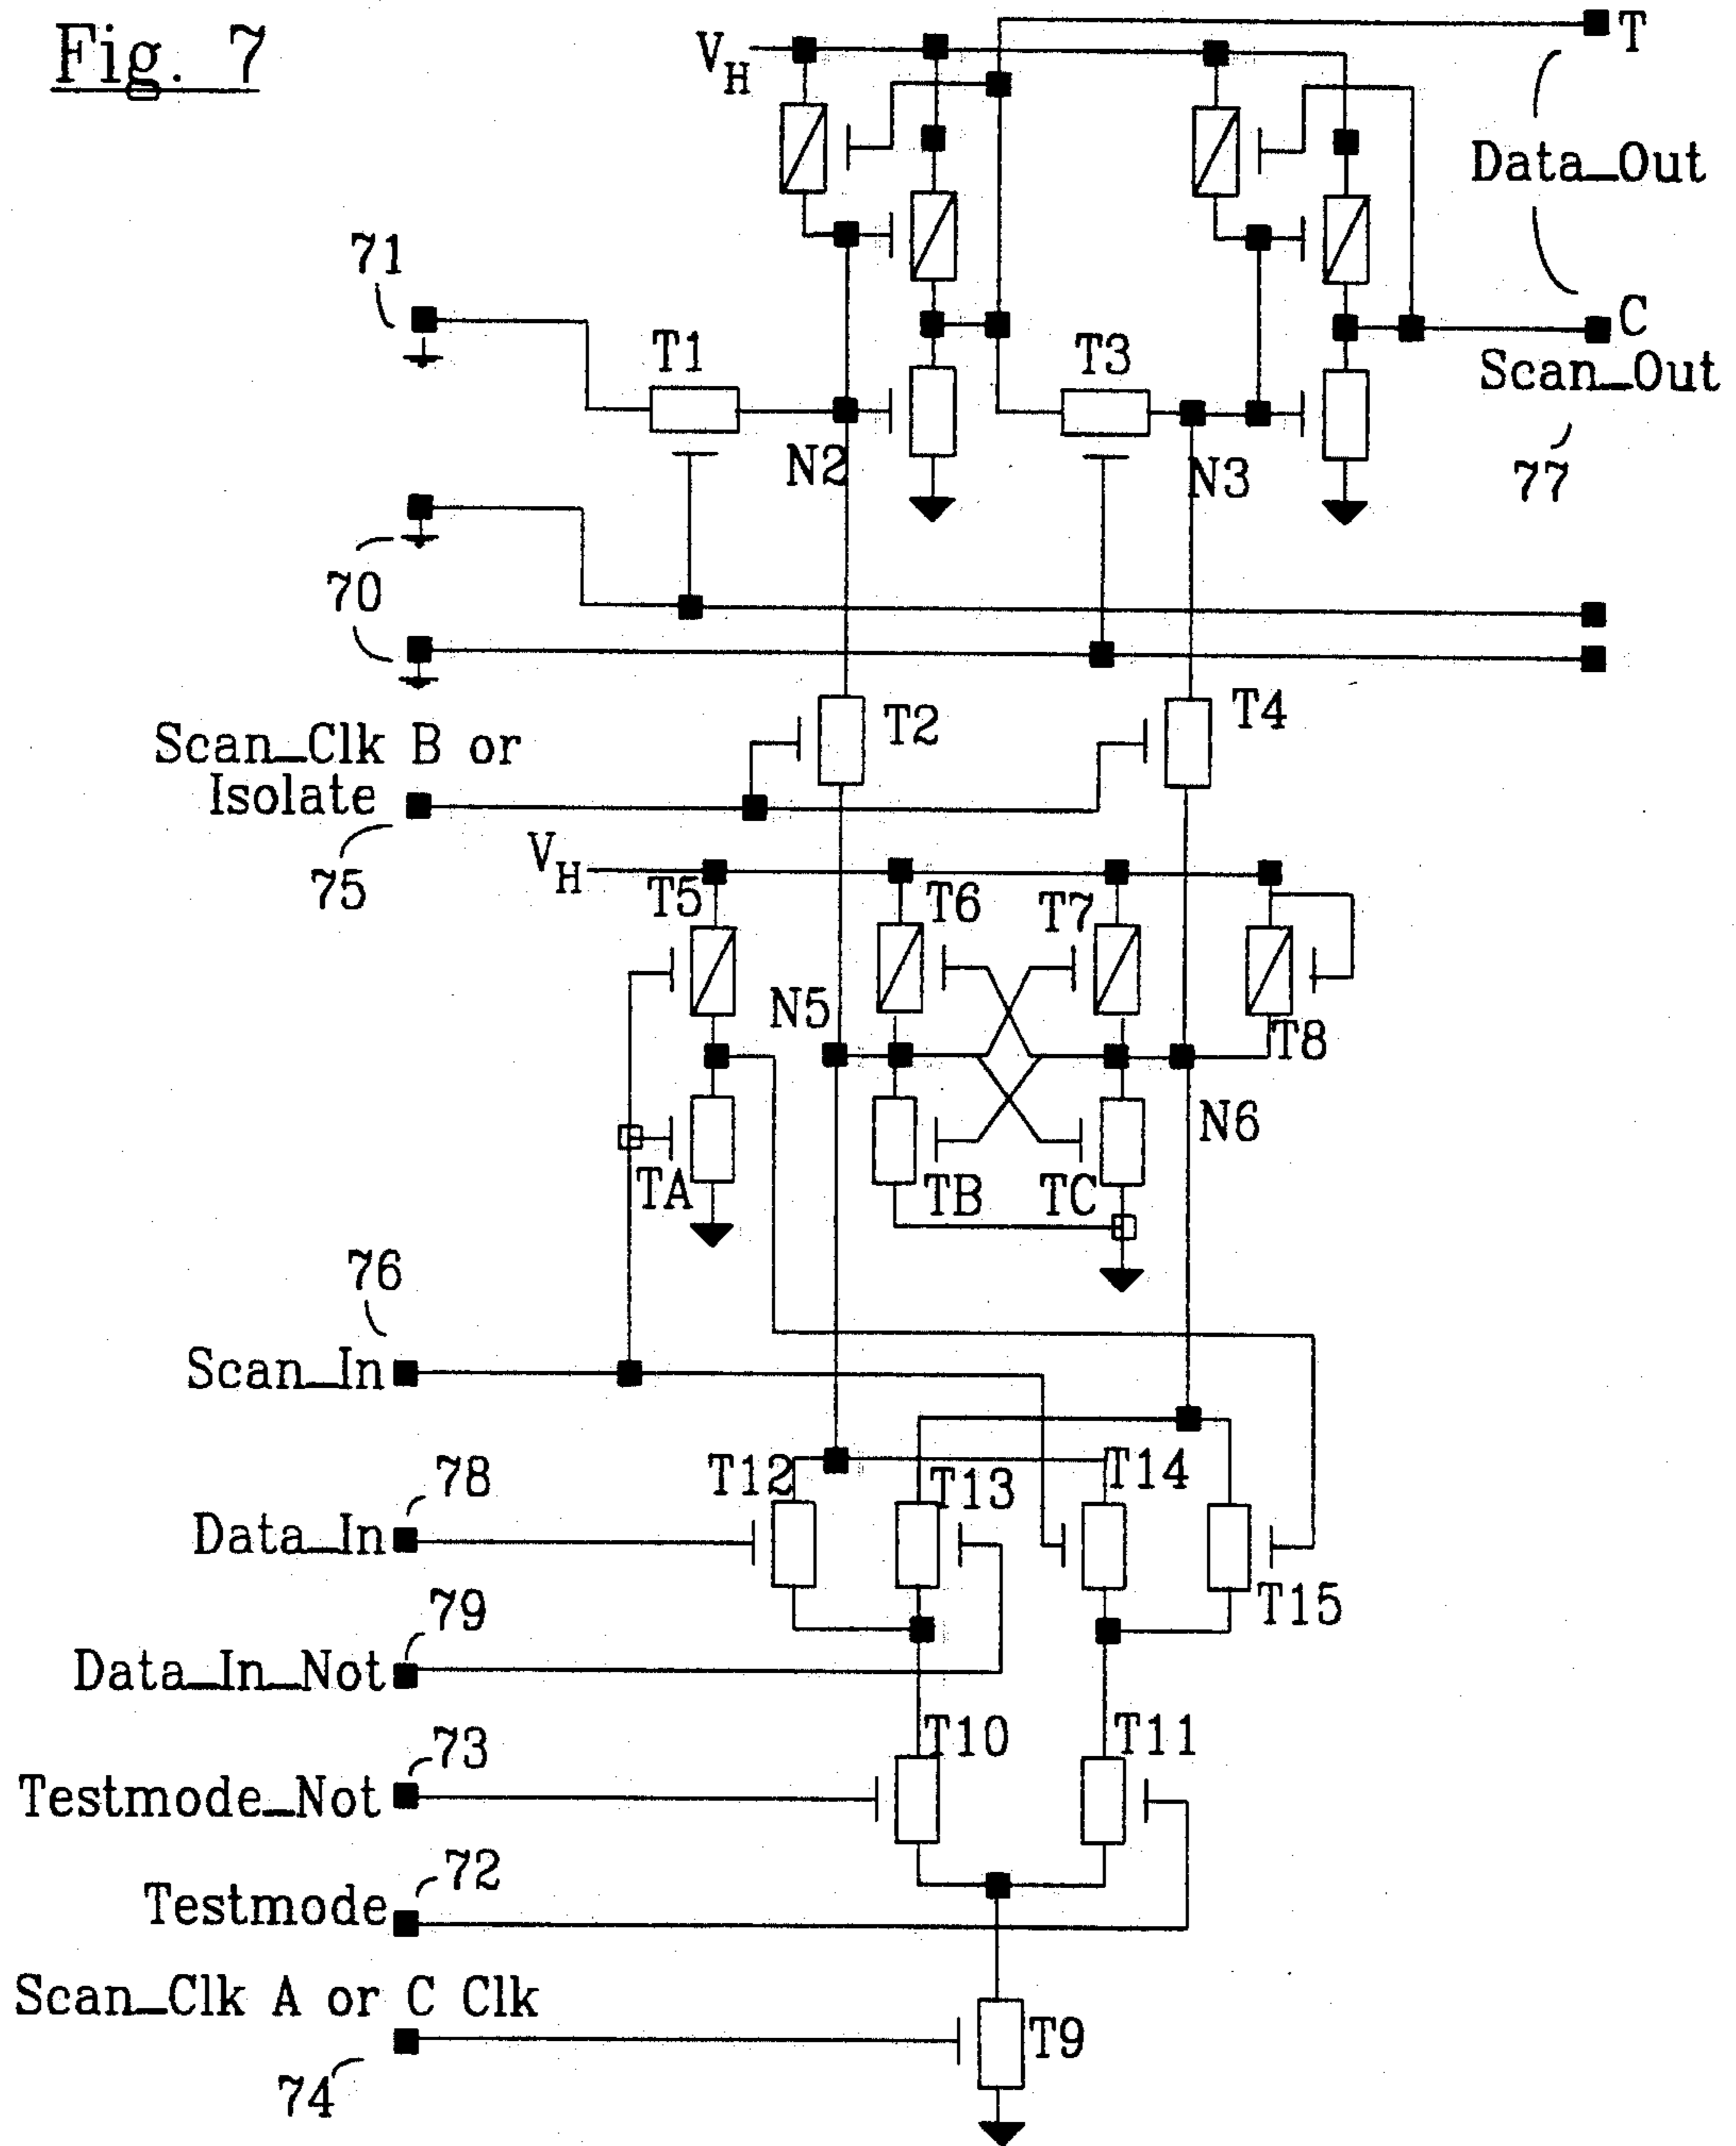 Fig. 7
VH
T
Data_Out
71
T1
T3
C
Scan_Out
N2
N3
77
70
T2
T4
Scan_Clk B or
Isolate
75
VH
T5
T6
T7
N5
T8
N6
TA
TB
TC
76
Scan_In
78
T12
T13
T14
Data_In
79
T15
Data_In_Not
73
T10
T11
Testmode_Not
72
Testmode
Scan_Clk A or C Clk
T9
74